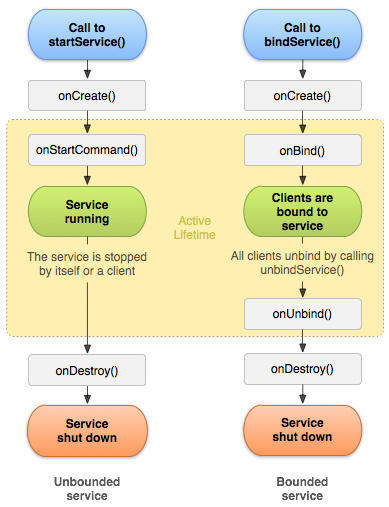 Call to
startService()
onCreate()
onStartCommand()
Service
running
The service is stopped
by itself or a client
onDestroy()
Service
shut down
Unbounded
service
Active
Lifetime
Call to
bindService()
onCreate()
onBind()
Clients are
bound to
service
All clients unbind by calling
unbindService()
onUnbind()
onDestroy()
Service
shut down
Bounded
service